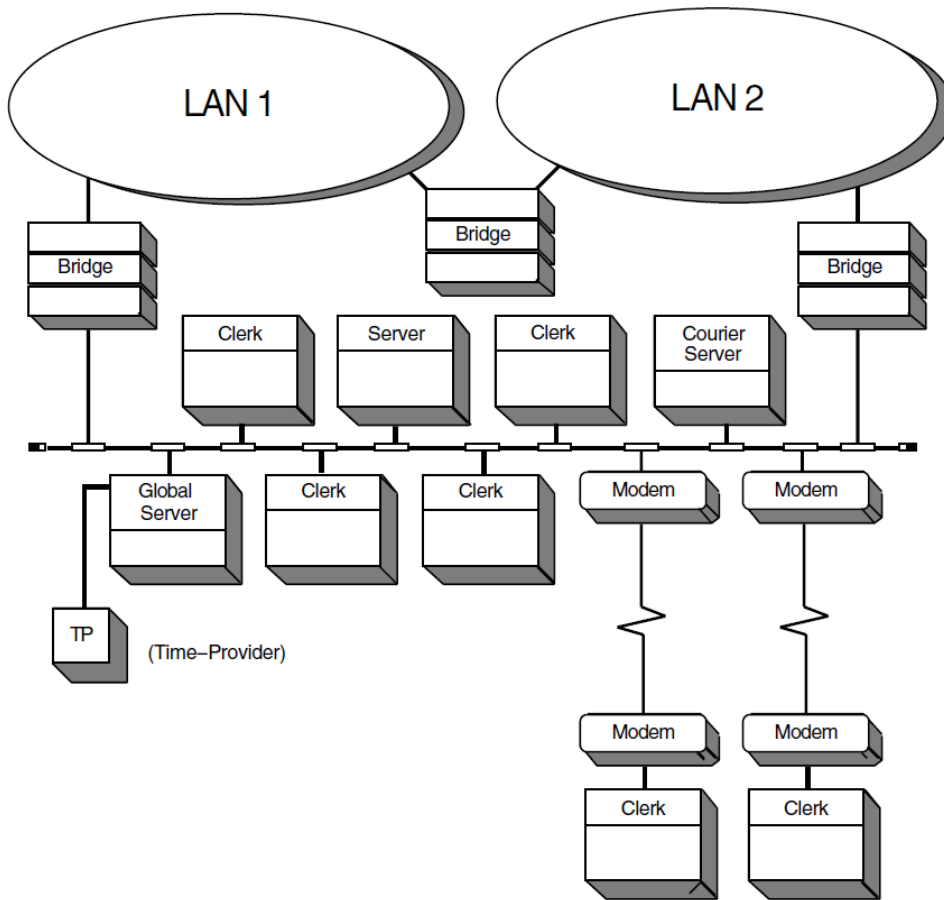 LAN 1
LAN 2
Bridge
Bridge
Bridge
Clerk
Server
Clerk
Courier
Server
Global
Server
Clerk
Clerk
Modem
Modem
TP
(Time–Provider)
Modem
Modem
Clerk
Clerk